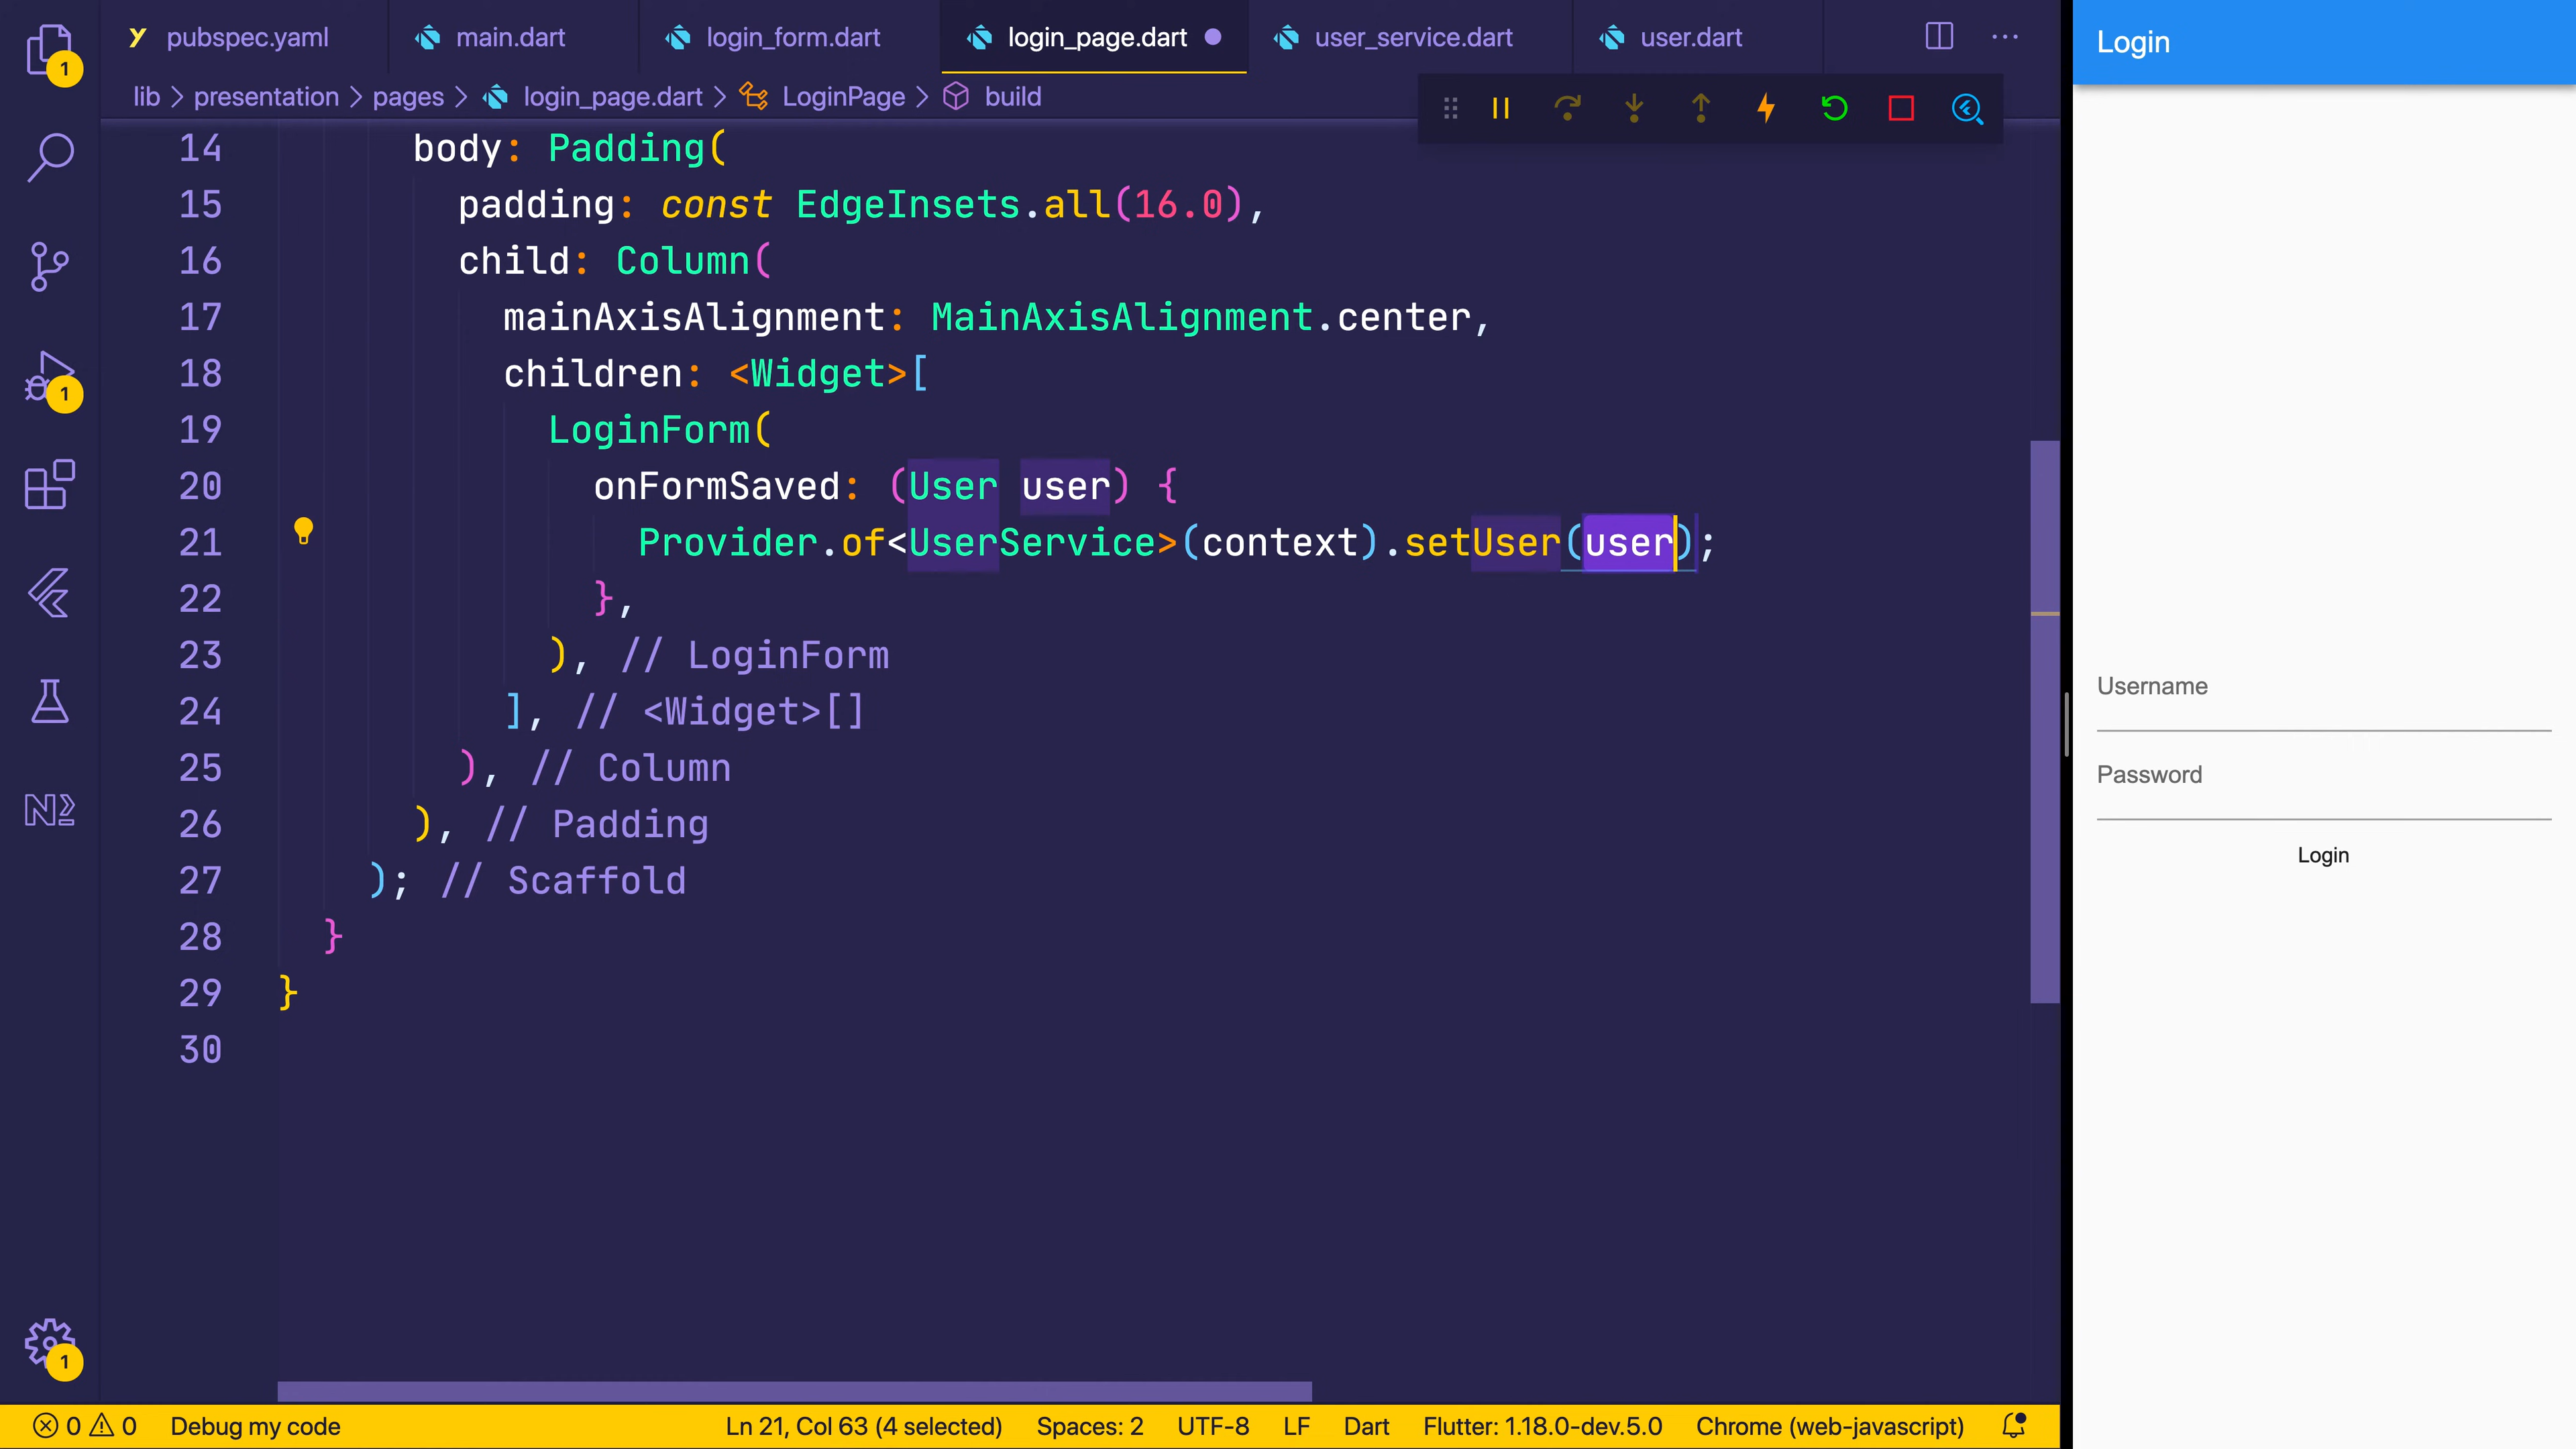 pubspec.yaml
main.dart
login_form.dart
login_page.dart
user_service.dart
user.dart
lib > presentation > pages > login_page.dart > LoginPage > build
14 body: Padding(
15 padding: const EdgeInsets.all(16.0),
16 child: Column(
17 mainAxisAlignment: MainAxisAlignment.center,
18 children: <Widget>[
19 LoginForm(
20 onFormSaved: (User user) {
21 Provider.of<UserService>(context).setUser(user);
22 },
23 ), // LoginForm
24 ], // <Widget>[]
25 ), // Column
26 ), // Padding
27 ); // Scaffold
28 }
29 }
30
1
1
1
0 0 Debug my code Ln 21, Col 63 (4 selected) Spaces: 2 UTF-8 LF Dart Flutter: 1.18.0-dev.5.0 Chrome (web-javascript)
Login
Username
Password
Login